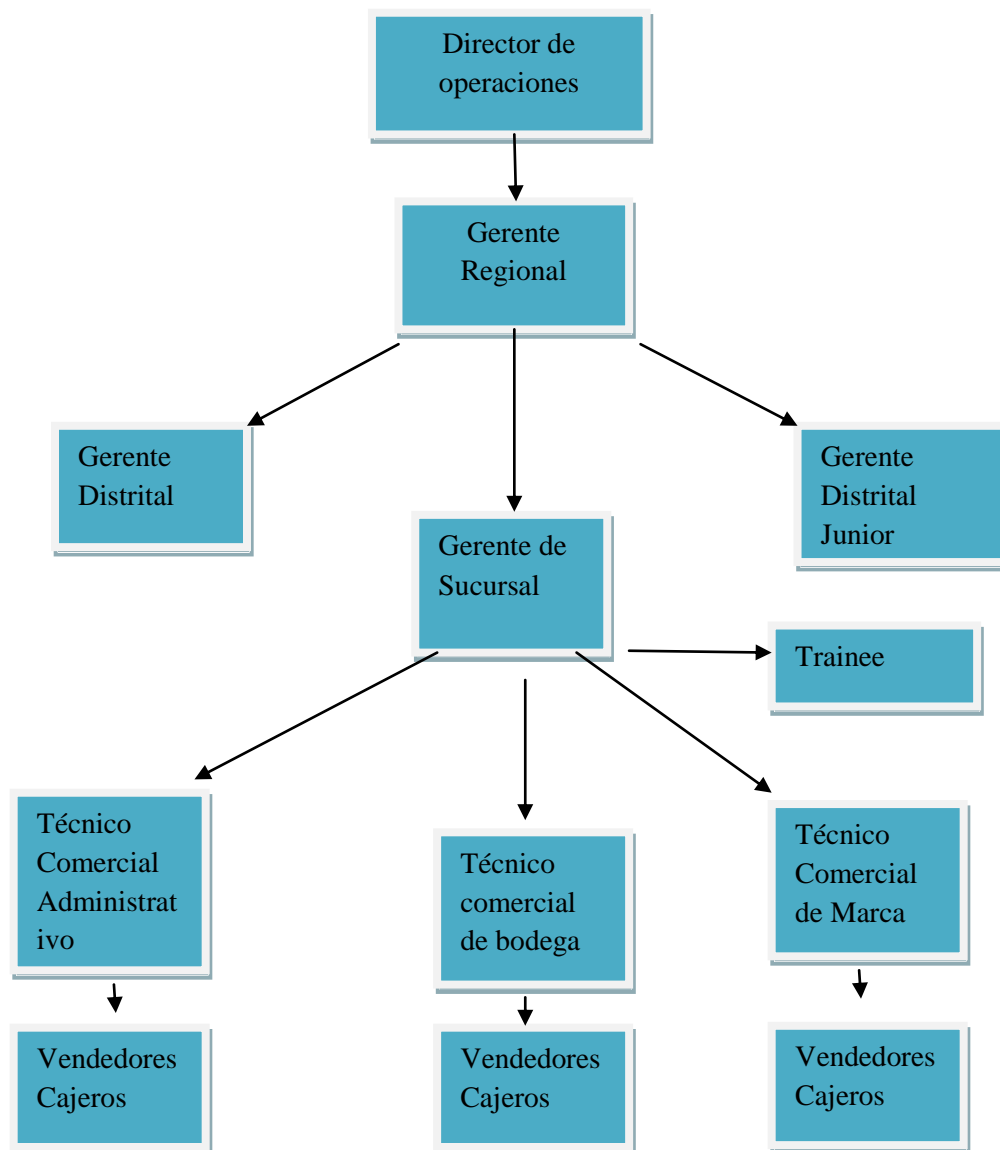 Director de
operaciones
Gerente
Regional
Gerente
Distrital
Gerente
Distrital
Junior
Gerente de
Sucursal
Trainee
Técnico
Comercial
Administrat
ivo
Técnico
comercial
de bodega
Técnico
Comercial
de Marca
Vendedores
Cajeros
Vendedores
Cajeros
Vendedores
Cajeros